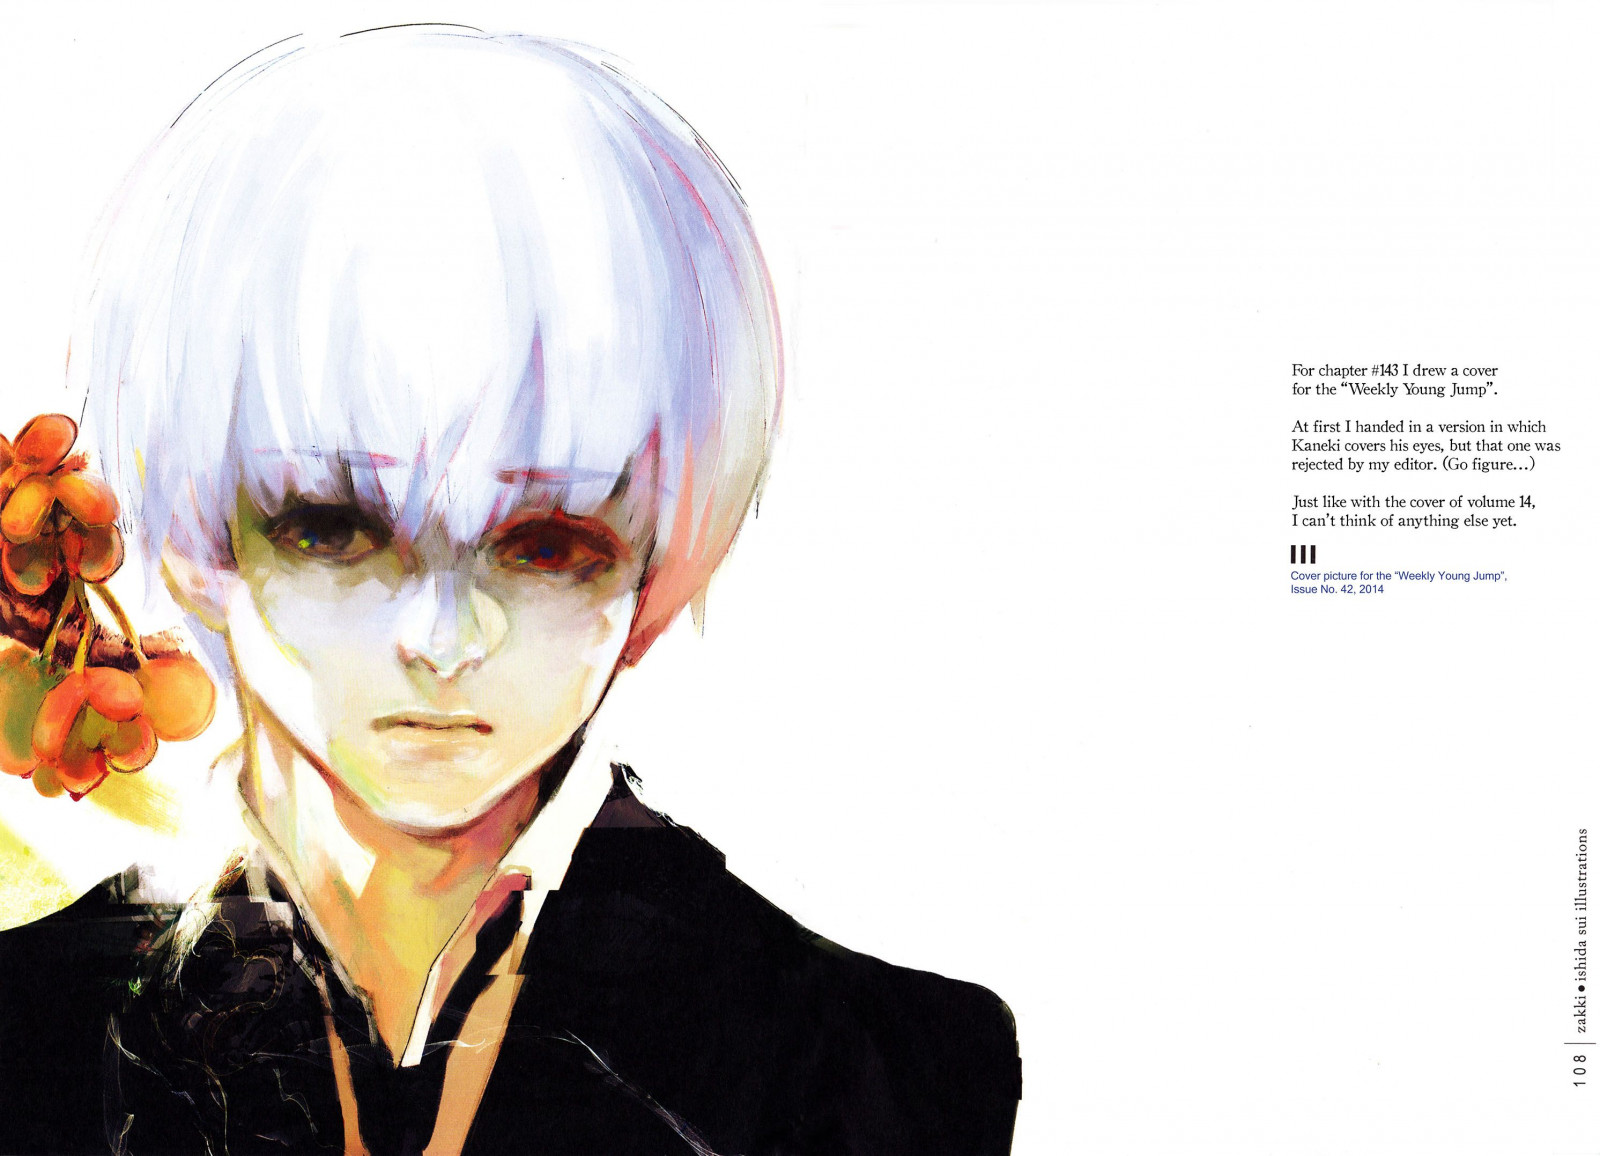 For chapter #143 I drew a cover
for the “Weekly Young Jump”.
At first I handed in a version in which
Kaneki covers his eyes, but that one was
rejected by my editor. (Go figure...)
Just like with the cover of volume 14,
I can’t think of anything else yet.
Cover picture for the “Weekly Young Jump”,
Issue No. 42, 2014
108 | zakki ● ishida sui illustrations